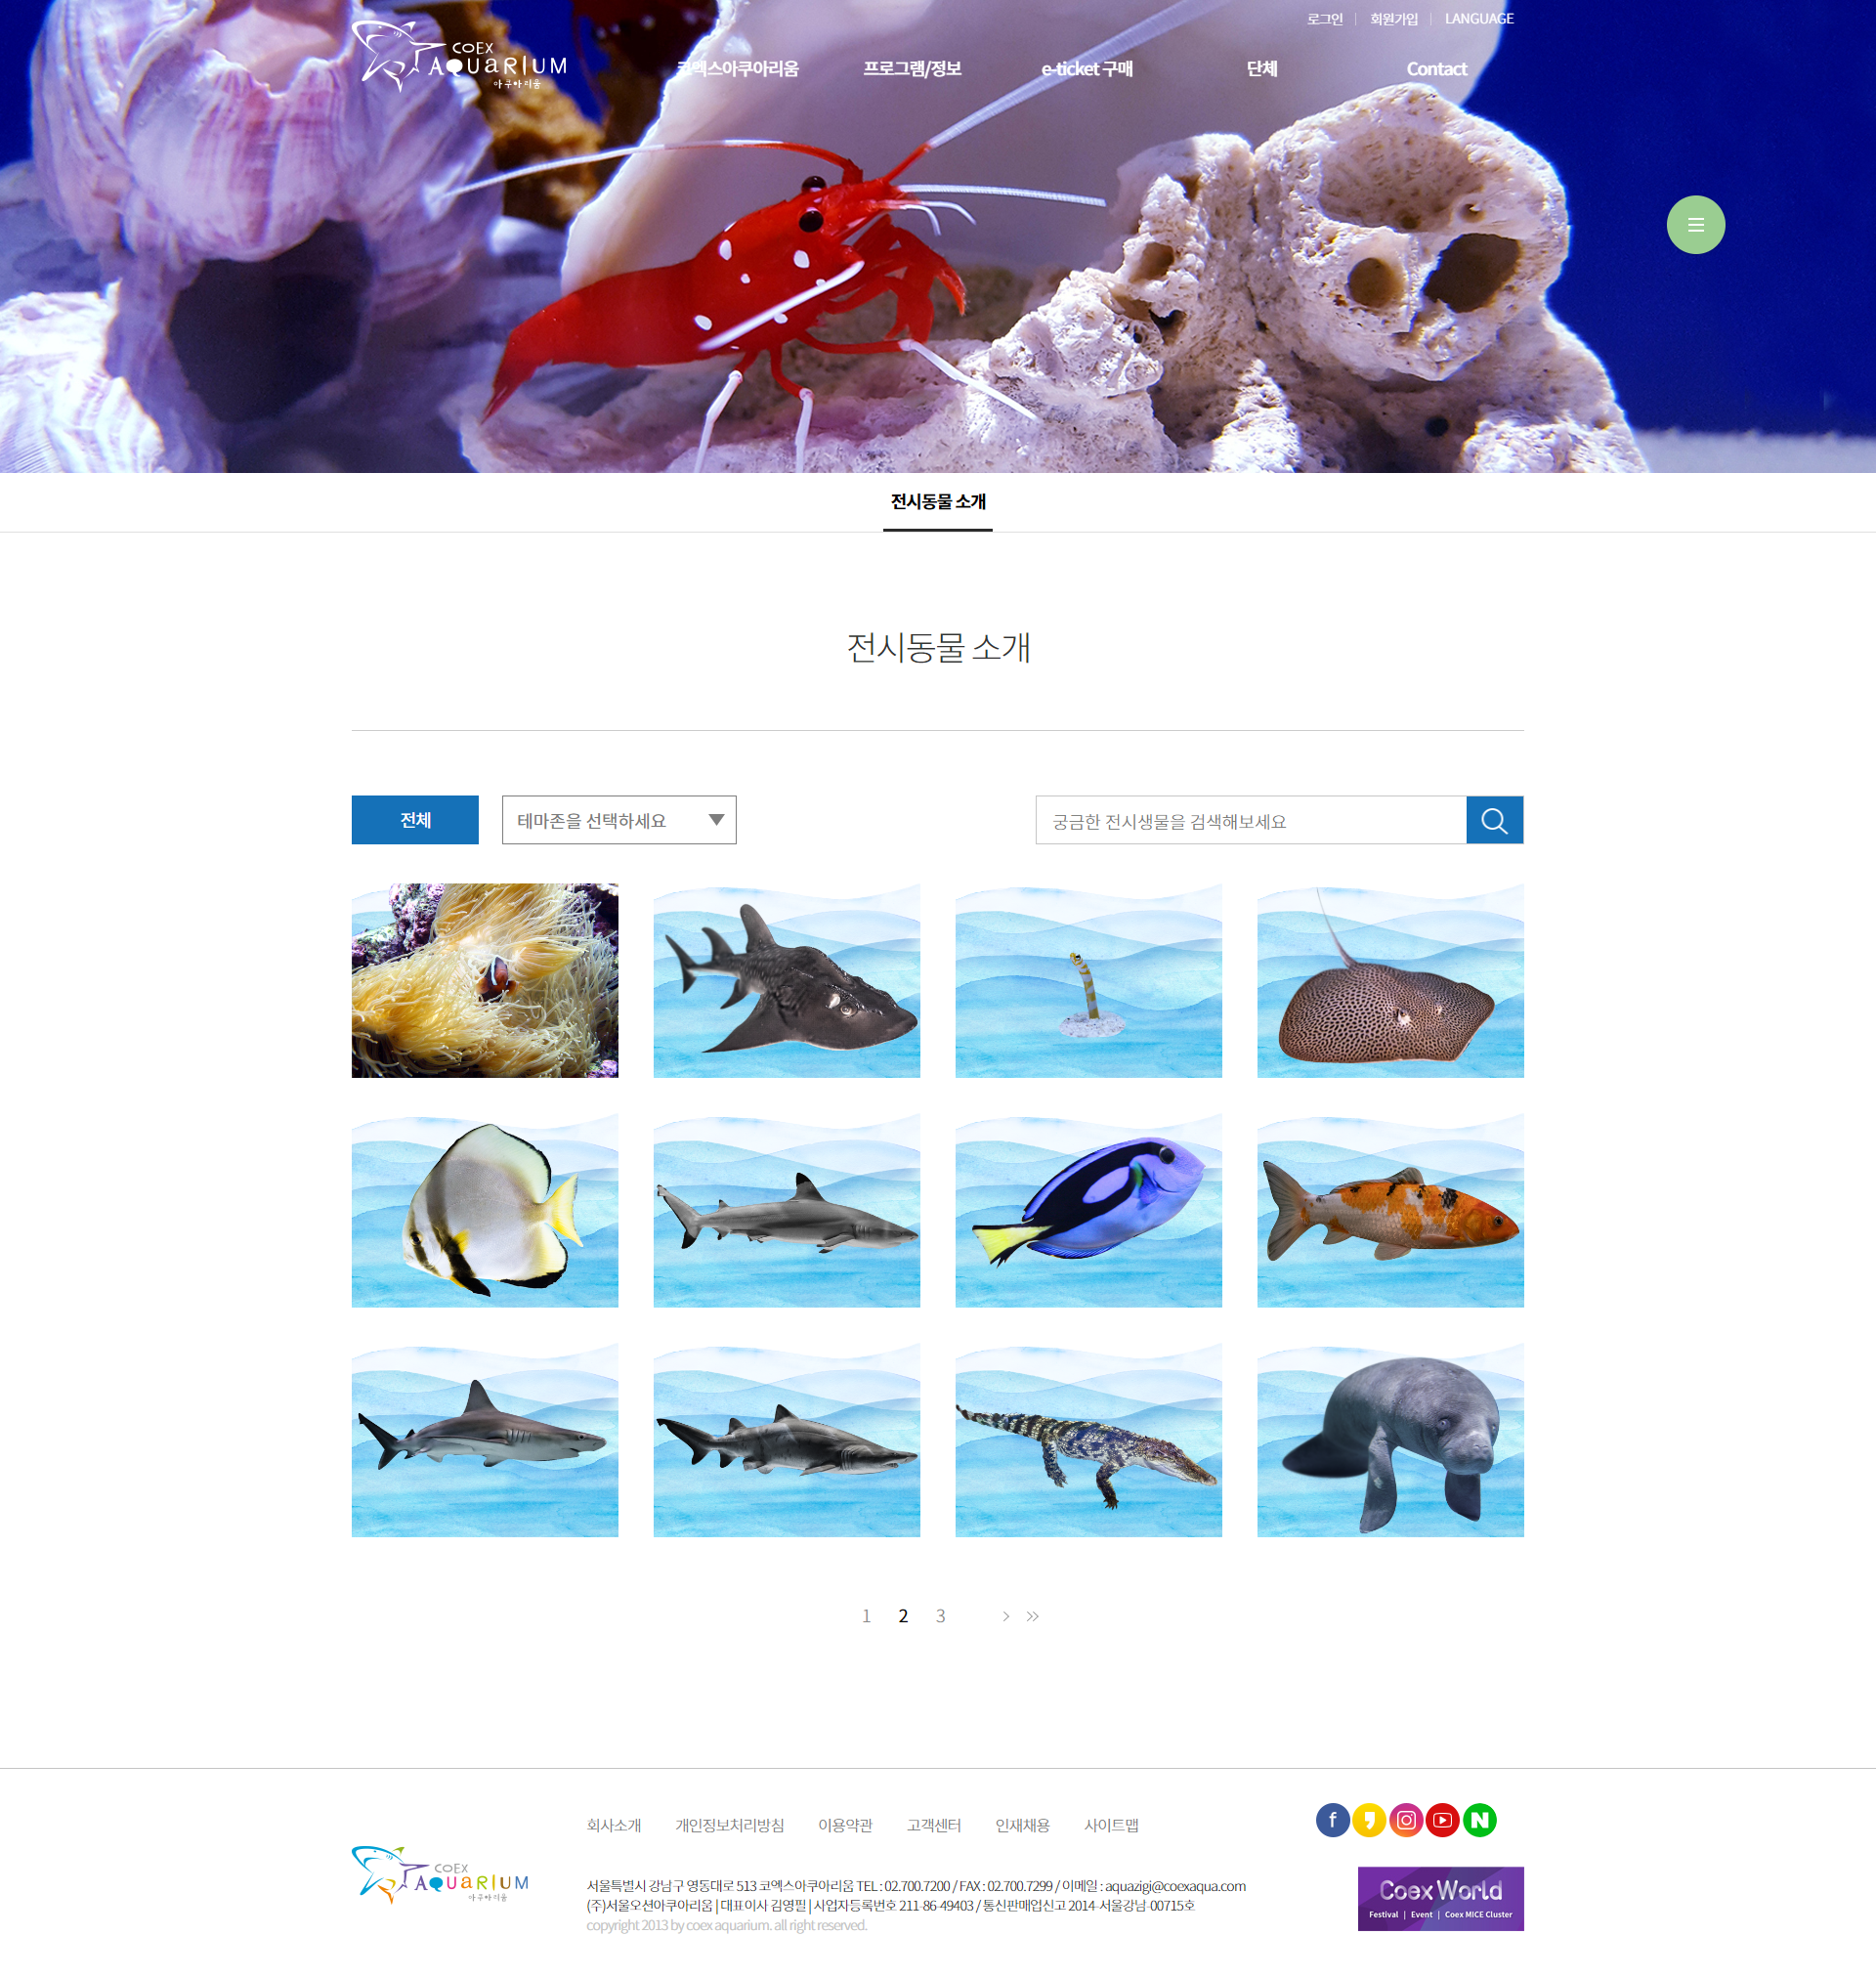 로그인 회원가입 LANGUAGE
COEX
AQUARIUM
아쿠아리움
코엑스아쿠아리움 프로그램/정보 e-ticket 구매 단체 Contact
전시동물 소개
전시동물 소개
전체 테마존을 선택하세요 궁금한 전시생물을 검색해보세요
1 2 3 > >>
회사소개 개인정보처리방침 이용약관 고객센터 인재채용 사이트맵
COEX
AQUARIUM
아쿠아리움
서울특별시 강남구 영동대로 513 코엑스아쿠아리움 TEL : 02.700.7200 / FAX : 02.700.7299 / 이메일 : aquazigi@coexaqua.com
(주)서울오션아쿠아리움 | 대표이사 김영필 | 사업자등록번호 211-86-49403 / 통신판매업신고 2014-서울강남-00715호
copyright 2013 by coex aquarium. all right reserved.
Coex World
Festival | Event | Coex MICE Cluster